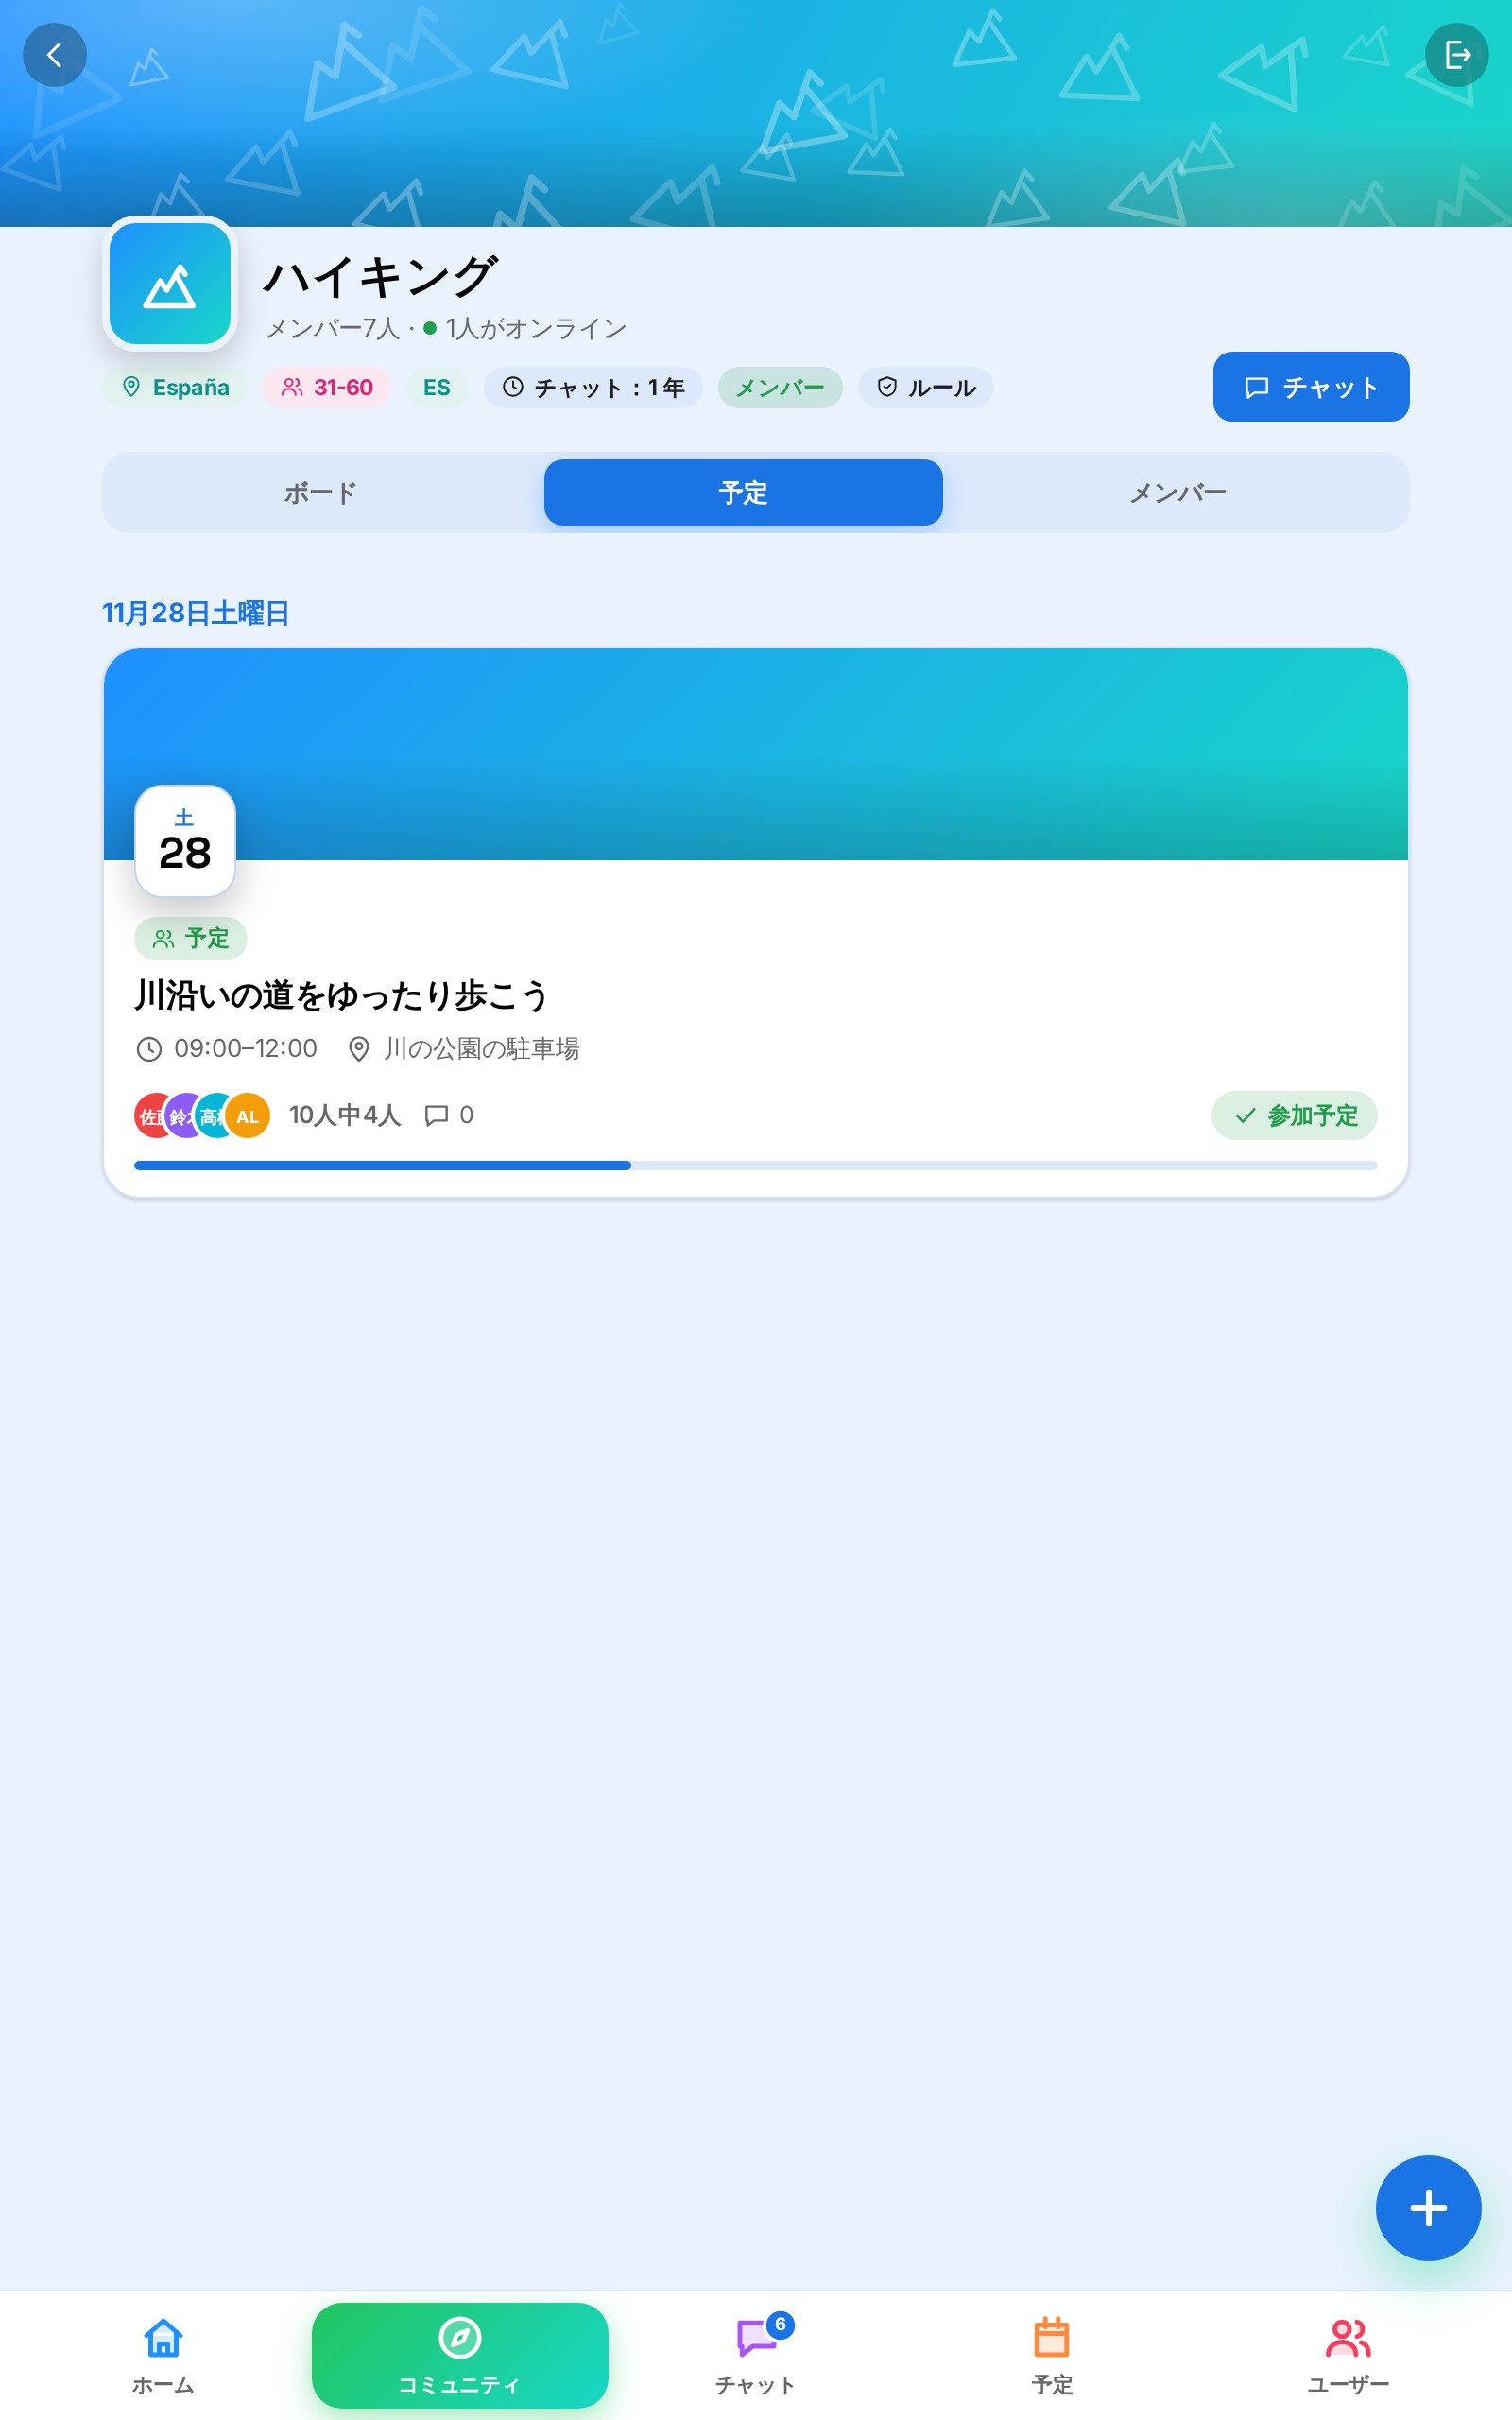 ハイキング
メンバー7人 · 1人がオンライン
España
31-60
ES
チャット：1 年
メンバー
ルール
チャット
ボード
予定
メンバー
11月28日土曜日
土
28
予定
川沿いの道をゆったり歩こう
09:00–12:00
川の公園の駐車場
AL
10人中4人
0
参加予定
ホーム
コミュニティ
6
チャット
予定
ユーザー